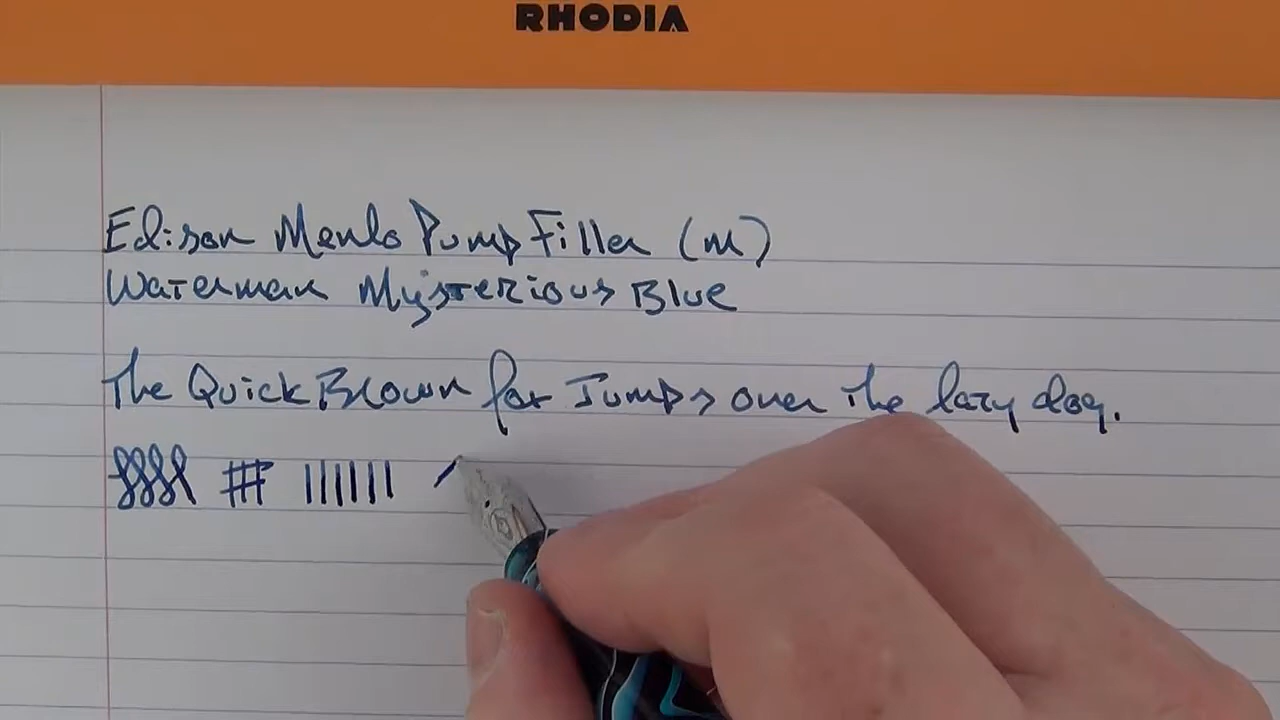 RHODIA
Edison Menlo Pump Filler (M)
Waterman Mysterious Blue
The Quick Brown fox Jumps over The lazy dog.